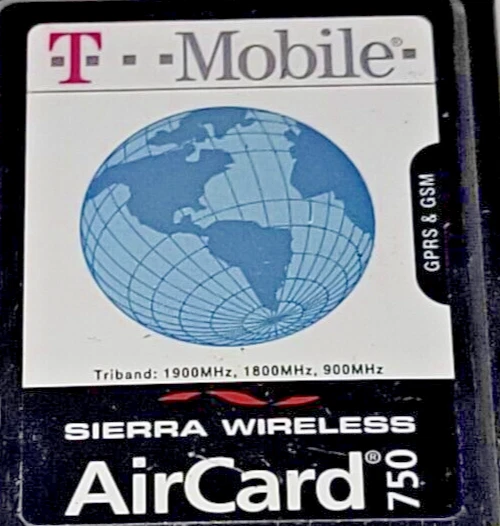 T · · · Mobile®·
GPRS & GSM
Triband: 1900MHz, 1800MHz, 900MHz
SIERRA WIRELESS
AirCard® 750